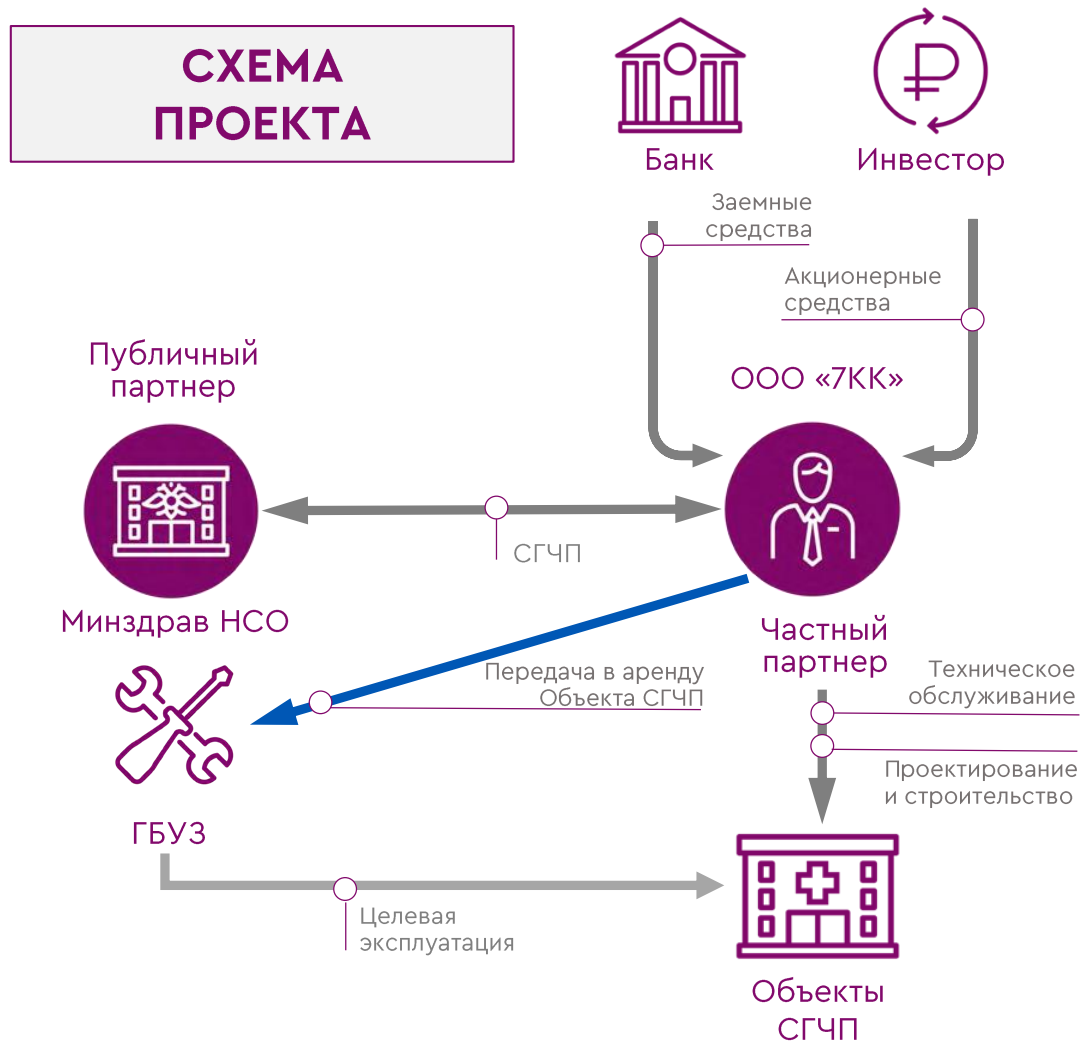 СХЕМА
ПРОЕКТА
Банк
Инвестор
Заемные
средства
Акционерные
средства
Публичный
партнер
ООО «7КК»
СГЧП
Минздрав НСО
Частный
партнер
Передача в аренду
Объекта СГЧП
Техническое
обслуживание
Проектирование
и строительство
ГБУЗ
Целевая
эксплуатация
Объекты
СГЧП